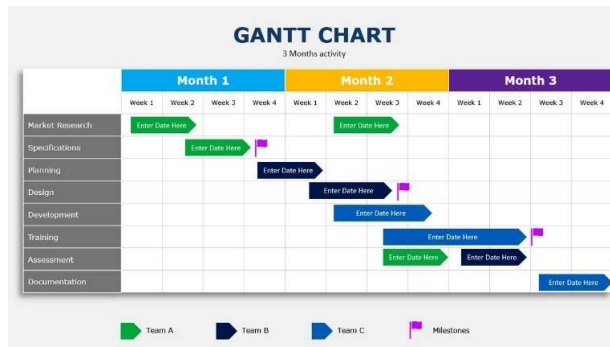 GANTT CHART
3 Months activity
Month 1 Month 2 Month 3
Week 1 Week 2 Week 3 Week 4 Week 1 Week 2 Week 3 Week 4 Week 1 Week 2 Week 3 Week 4
Market Research Enter Date Here Enter Date Here
Specifications Enter Date Here
Planning Enter Date Here
Design Enter Date Here
Development Enter Date Here
Training Enter Date Here
Assessment Enter Date Here Enter Date Here
Documentation Enter Date Here
Team A Team B Team C Milestones